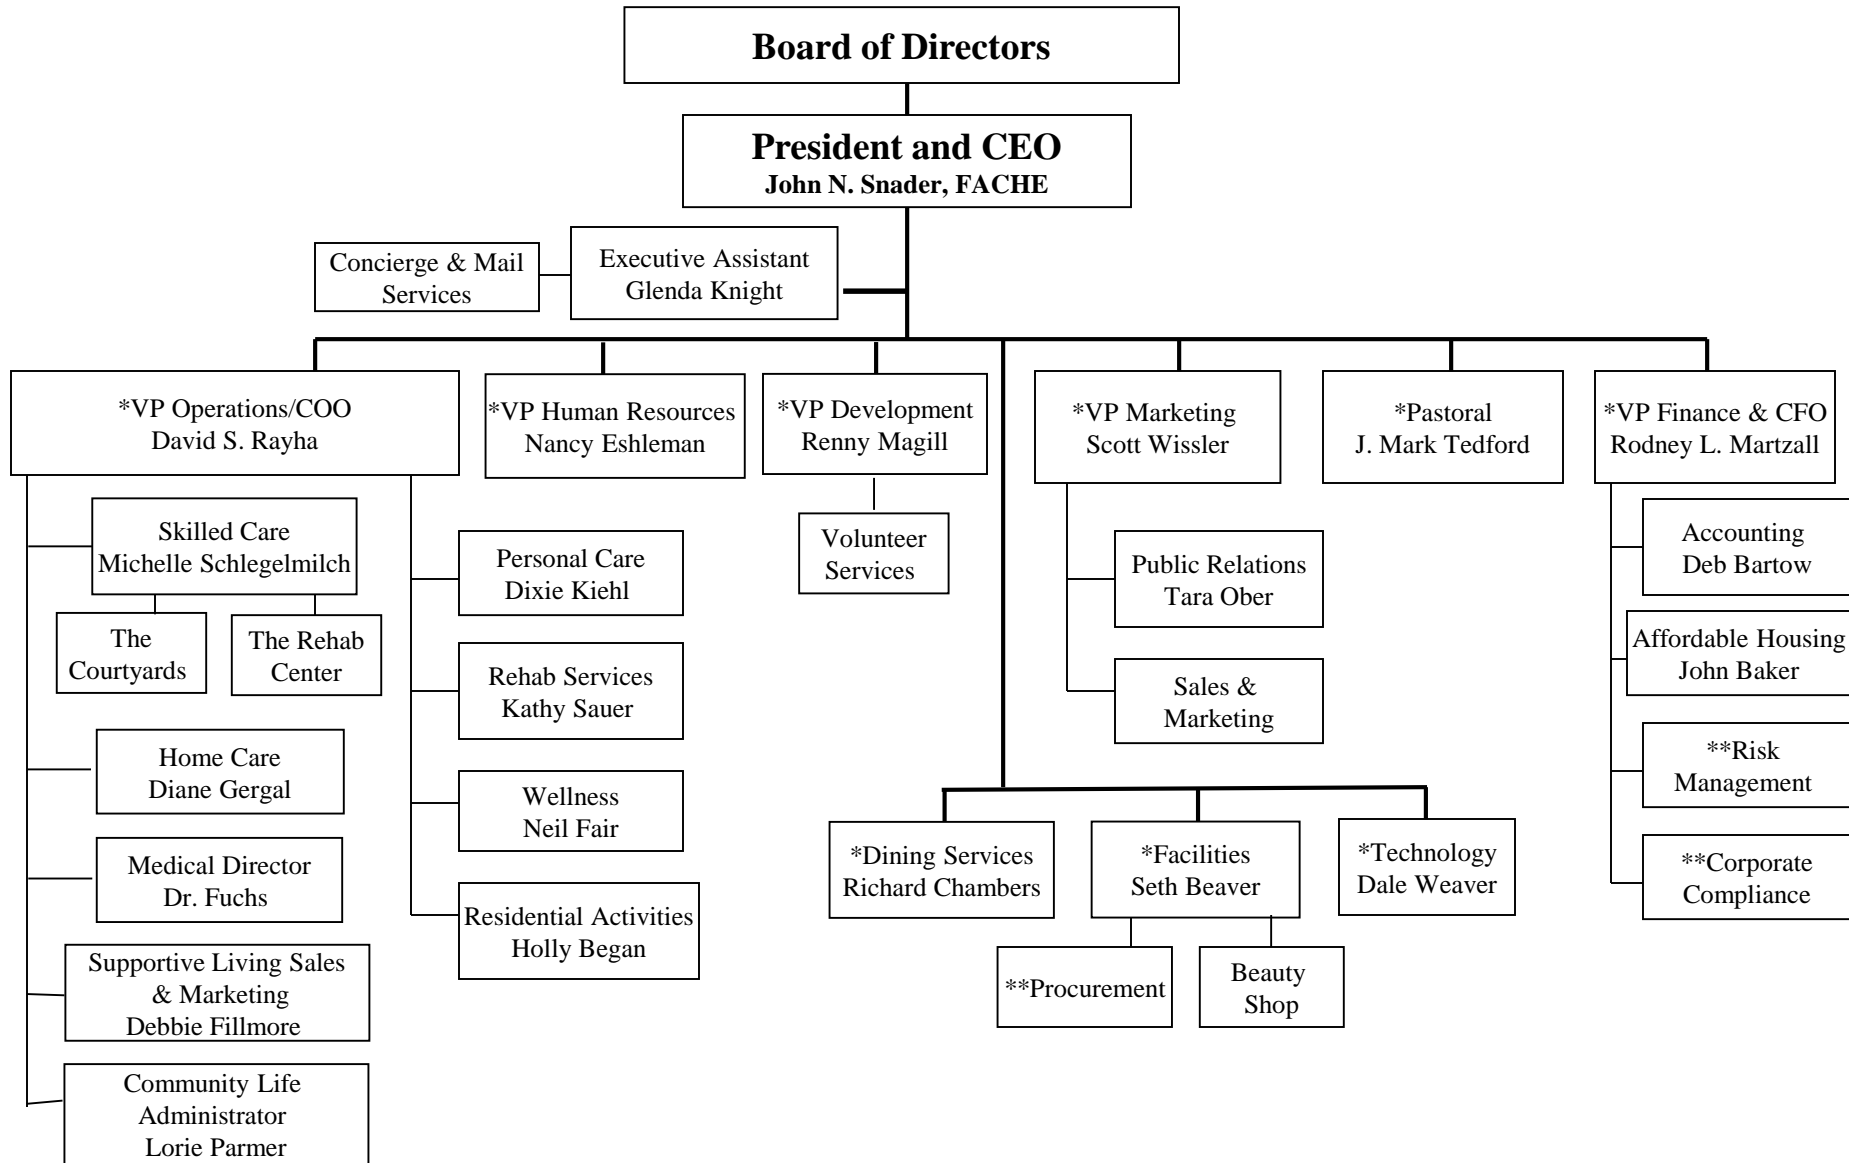 Board of Directors
President and CEO
John N. Snader, FACHE
Concierge & Mail
Services
Executive Assistant
Glenda Knight
*VP Operations/COO
David S. Rayha
*VP Human Resources
Nancy Eshleman
*VP Development
Renny Magill
*VP Marketing
Scott Wissler
*Pastoral
J. Mark Tedford
*VP Finance & CFO
Rodney L. Martzall
Skilled Care
Michelle Schlegelmilch
The
Courtyards
The Rehab
Center
Home Care
Diane Gergal
Medical Director
Dr. Fuchs
Supportive Living Sales
& Marketing
Debbie Fillmore
Community Life
Administrator
Lorie Parmer
Personal Care
Dixie Kiehl
Rehab Services
Kathy Sauer
Wellness
Neil Fair
Residential Activities
Holly Began
Volunteer
Services
Public Relations
Tara Ober
Sales &
Marketing
*Dining Services
Richard Chambers
*Facilities
Seth Beaver
*Technology
Dale Weaver
**Procurement
Beauty
Shop
Accounting
Deb Bartow
Affordable Housing
John Baker
**Risk
Management
**Corporate
Compliance